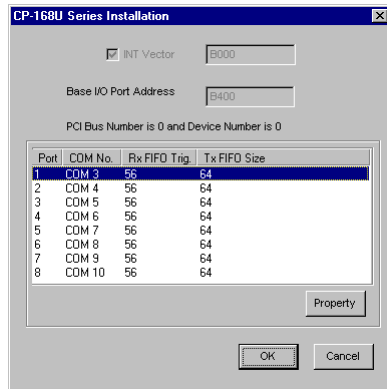 CP-168U Series Installation
INT Vector B000
Base I/O Port Address B400
PCI Bus Number is 0 and Device Number is 0
Port COM No. Rx FIFO Trig. Tx FIFO Size
1 COM 3 56 64
2 COM 4 56 64
3 COM 5 56 64
4 COM 6 56 64
5 COM 7 56 64
6 COM 8 56 64
7 COM 9 56 64
8 COM 10 56 64
Property
OK Cancel